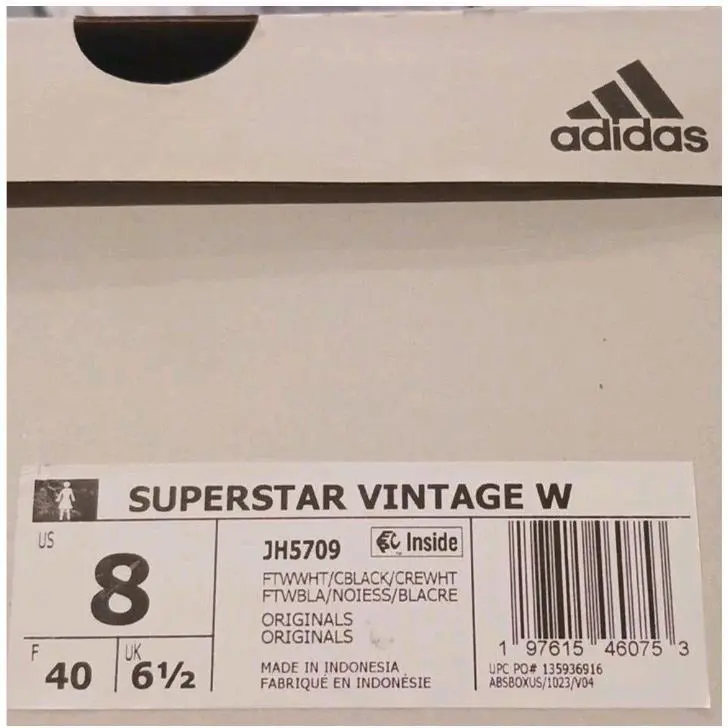 adidas
SUPERSTAR VINTAGE W
US
8
F
40
UK
6½
JH5709
EC Inside
FTWWHT/CBLACK/CREWHT
FTWBLA/NOIESS/BLACRE
ORIGINALS
ORIGINALS
MADE IN INDONESIA
FABRIQUÉ EN INDONÉSIE
1 97615 46075 3
UPC PO# 135936916
ABSBOXUS/1023/V04